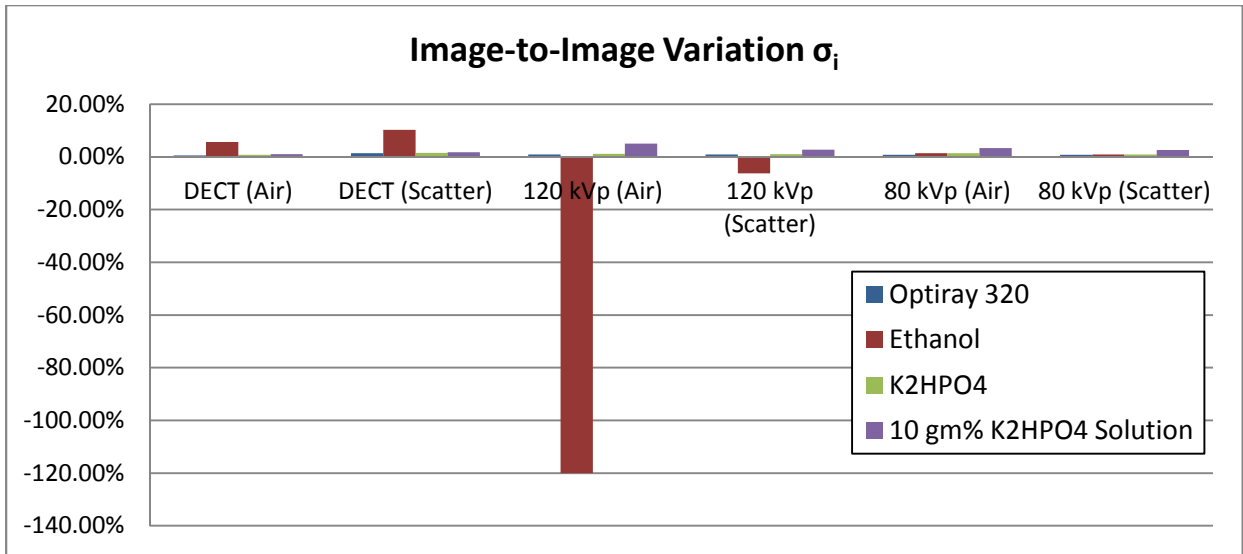 Image-to-Image Variation σi
20.00%
0.00%
-20.00%
-40.00%
-60.00%
-80.00%
-100.00%
-120.00%
-140.00%
DECT (Air)
DECT (Scatter)
120 kVp (Air)
120 kVp
(Scatter)
80 kVp (Air)
80 kVp (Scatter)
Optiray 320
Ethanol
K2HPO4
10 gm% K2HPO4 Solution